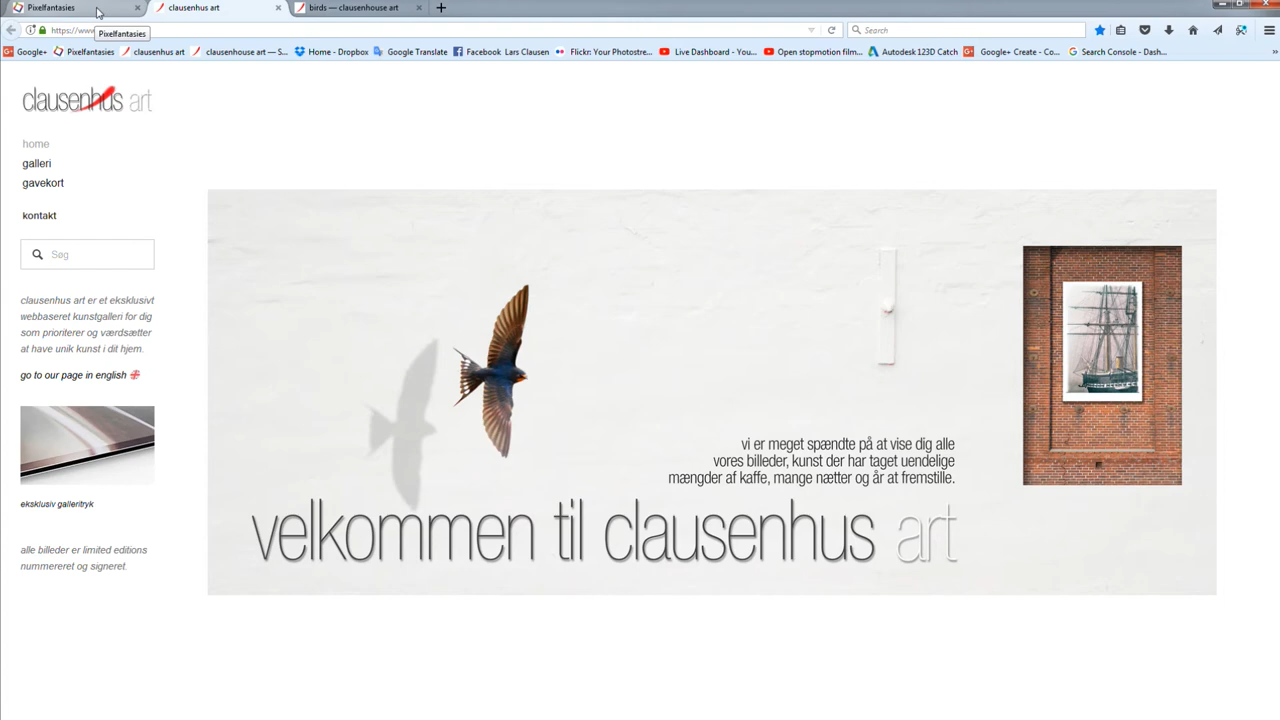 Pixelfantasies
clausenhus art
birds — clausenhouse art
https://www
Pixelfantasies
Search
Google+
Pixelfantasies
clausenhus art
clausenhouse art — S...
Home - Dropbox
Google Translate
Facebook Lars Clausen
Flickr: Your Photostre...
Live Dashboard - You...
Open stopmotion film...
Autodesk 123D Catch
Google+ Create - Co...
Search Console - Dash...
clausenhus art
home
galleri
gavekort
kontakt
Søg
clausenhus art er et eksklusivt
webbaseret kunstgalleri for dig
som prioriterer og værdsætter
at have unik kunst i dit hjem.
go to our page in english
eksklusiv galleritryk
alle billeder er limited editions
nummereret og signeret.
vi er meget spændte på at vise dig alle
vores billeder, kunst der har taget uendelige
mængder af kaffe, mange nætter og år at fremstille.
velkommen til clausenhus art